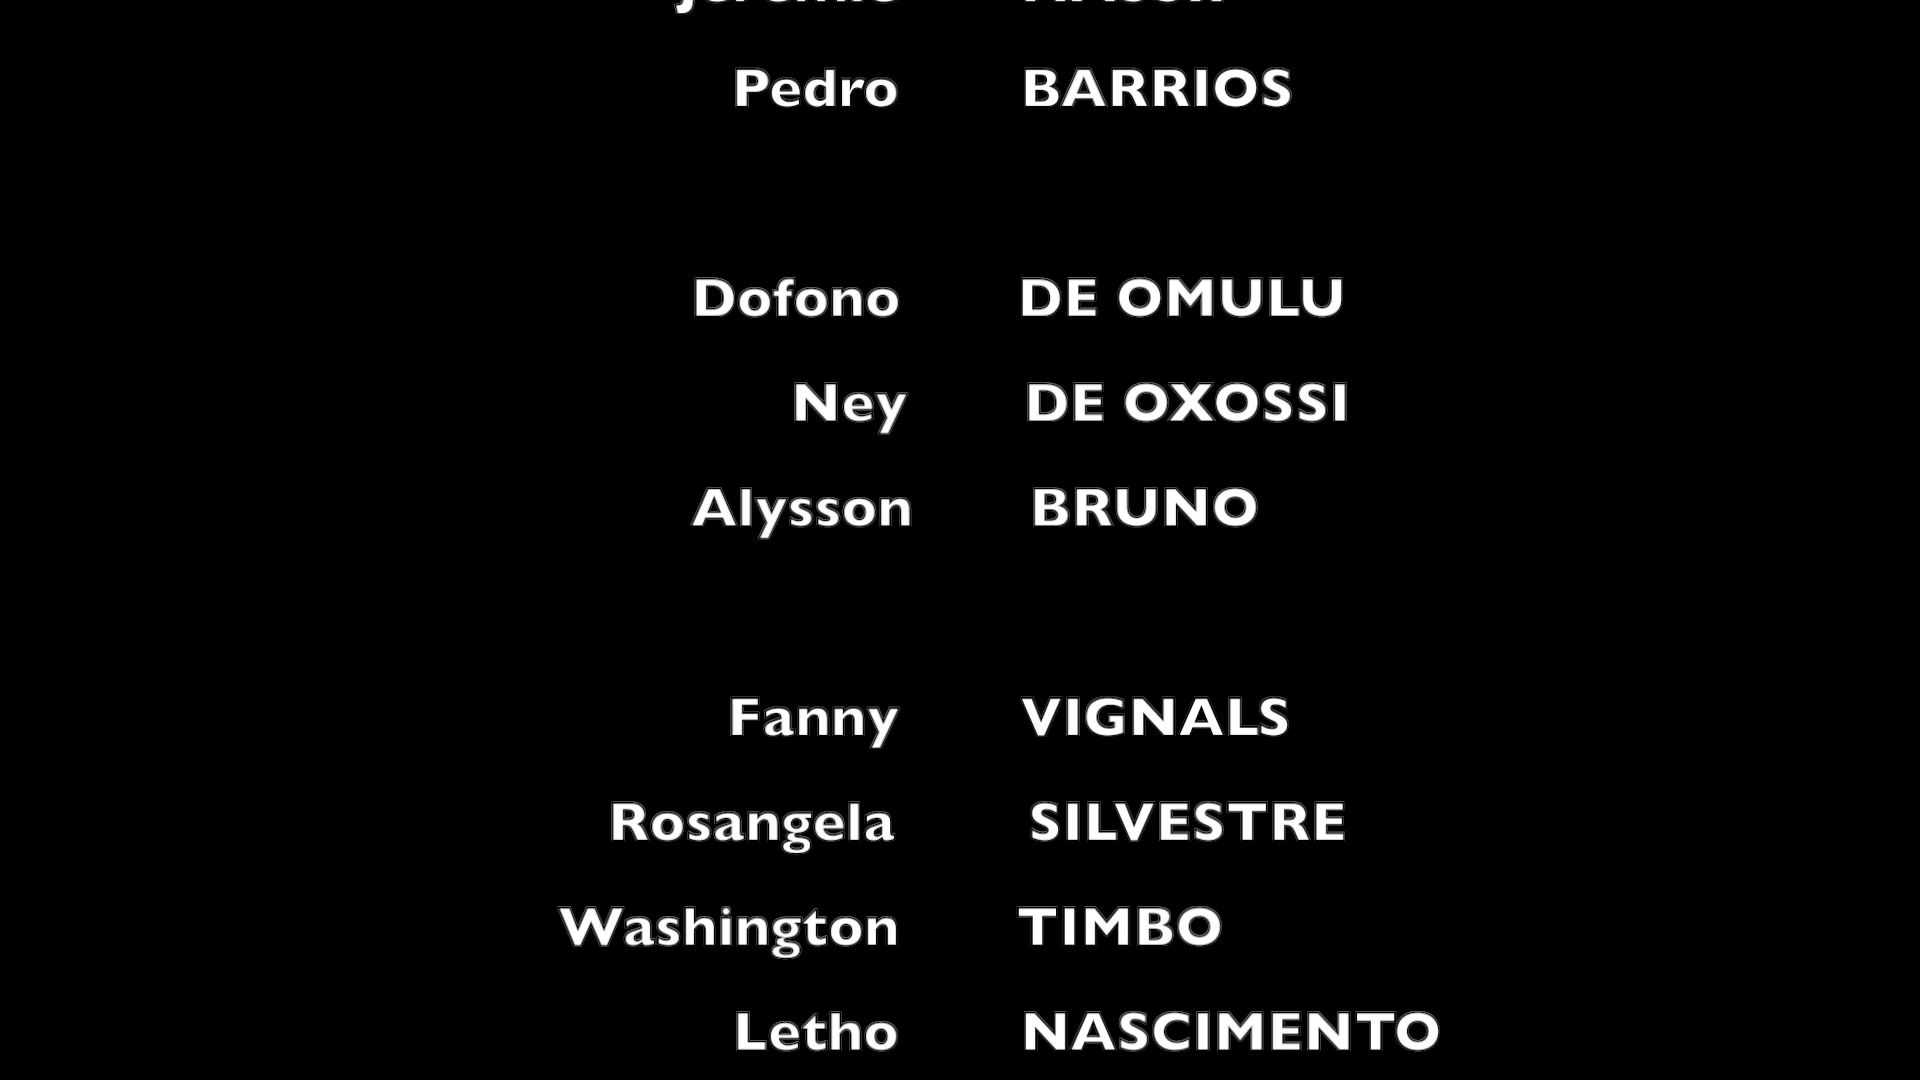 Pedro BARRIOS
Dofono DE OMULU
Ney DE OXOSSI
Alysson BRUNO
Fanny VIGNALS
Rosangela SILVESTRE
Washington TIMBO
Letho NASCIMENTO